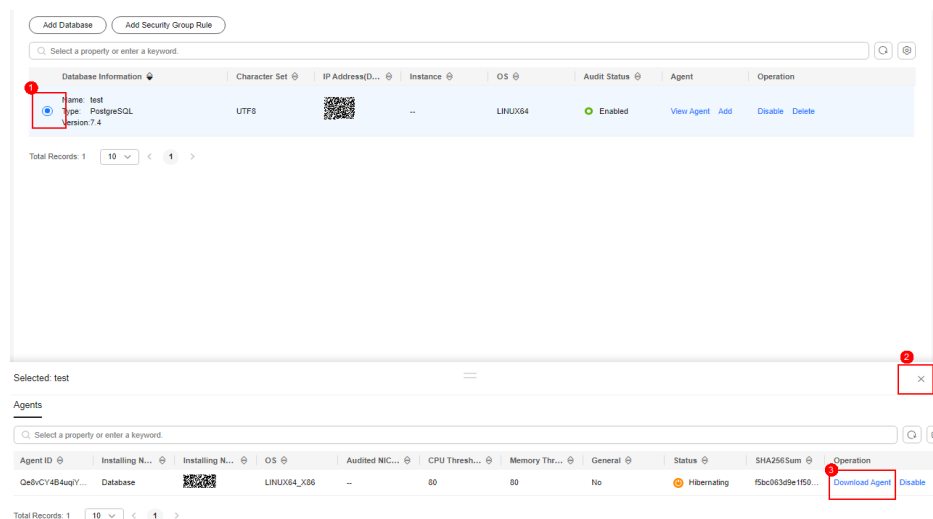 Add Database Add Security Group Rule
Select a property or enter a keyword.
Database Information Character Set IP Address(D... Instance OS Audit Status Agent Operation
1
Name: test
Type: PostgreSQL UTF8 -- LINUX64 Enabled View Agent Add Disable Delete
Version:7.4
Total Records: 1 10 < 1 >
2
Selected: test
Agents
Select a property or enter a keyword.
Agent ID Installing N... Installing N... OS Audited NIC... CPU Thresh... Memory Thr... General Status SHA256Sum Operation
3
Qe8vCY4B4uqiY... Database LINUX64_X86 -- 80 80 No Hibernating f5bc063d9e1f50... Download Agent Disable
Total Records: 1 10 < 1 >